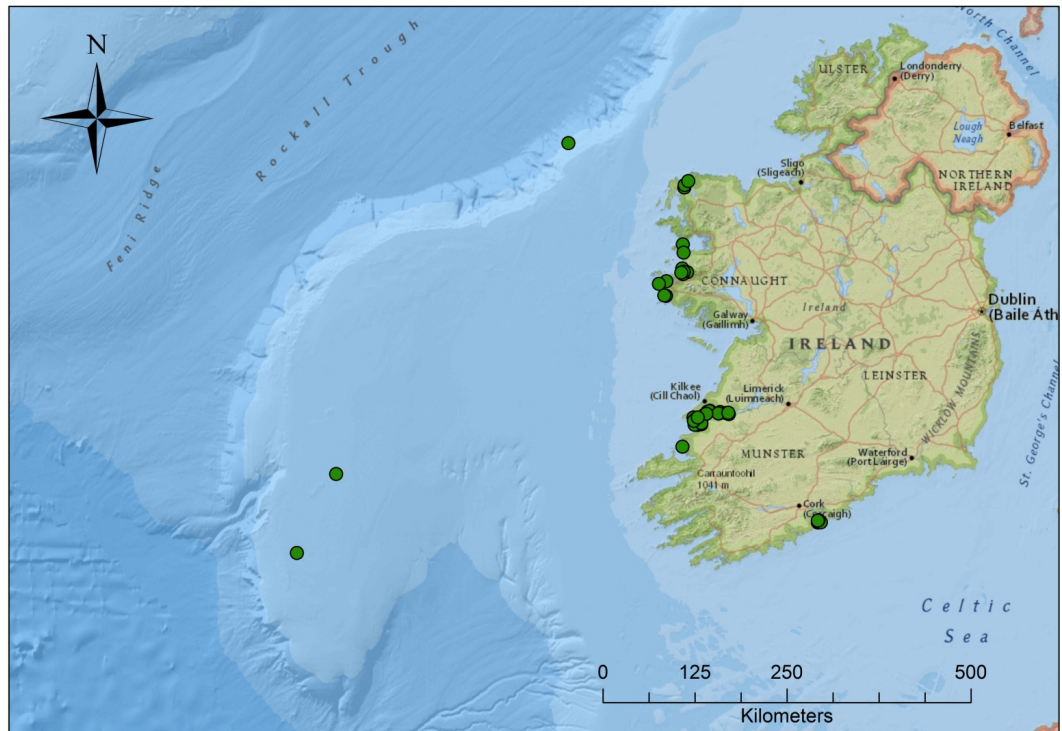 N
Rockall Trough
Feni Ridge
North Channel
ULSTER
Londonderry
(Derry)
Belfast
Lough
Neagh
NORTHERN
IRELAND
Sligo
(Sligeach)
CONNAUGHT
Ireland
Dublin
(Baile Áth
Galway
(Gaillimh)
IRELAND
LEINSTER
WICKLOW MOUNTAINS
St. George's Channel
Kilkee
(Cill Chaol)
Limerick
(Luimneach)
MUNSTER
Waterford
(Port Láirge)
Carrauntoohil
1041 m
Cork
(Corcaigh)
Celtic
Sea
0 125 250 500
Kilometers